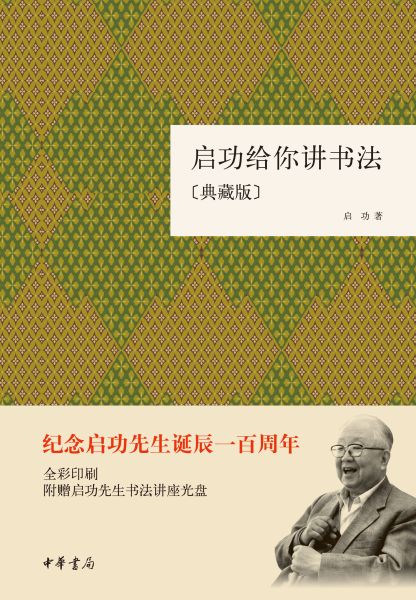 启功给你讲书法
〔典藏版〕
启 功 著
纪念启功先生诞辰一百周年
全彩印刷
附赠启功先生书法讲座光盘
中華書局